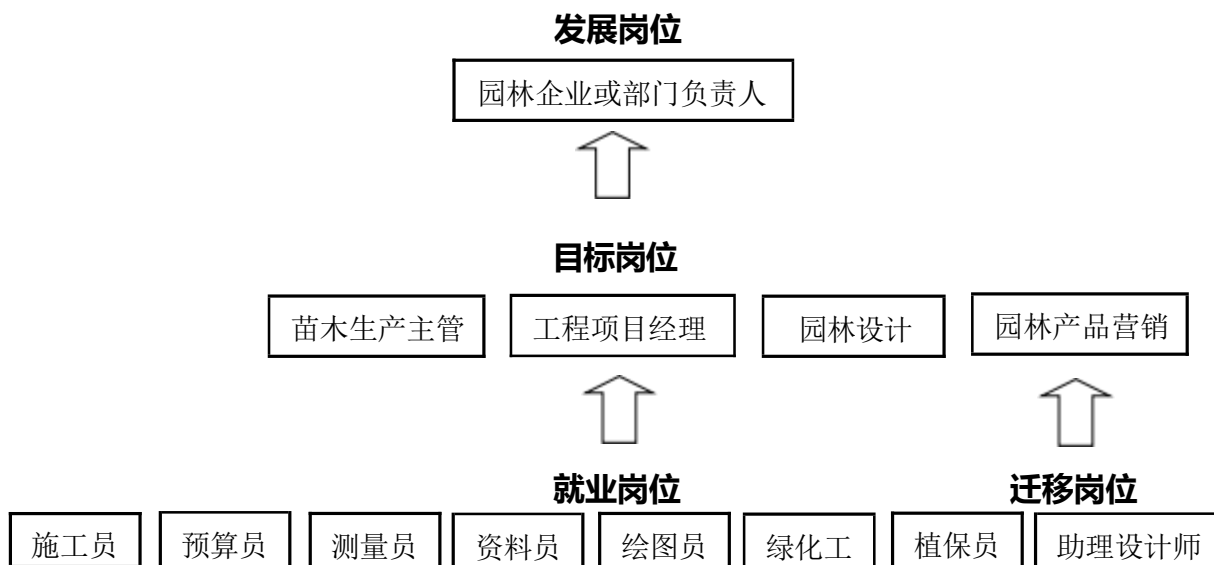 发展岗位
园林企业或部门负责人
目标岗位
苗木生产主管 工程项目经理 园林设计 园林产品营销
就业岗位 迁移岗位
施工员 预算员 测量员 资料员 绘图员 绿化工 植保员 助理设计师